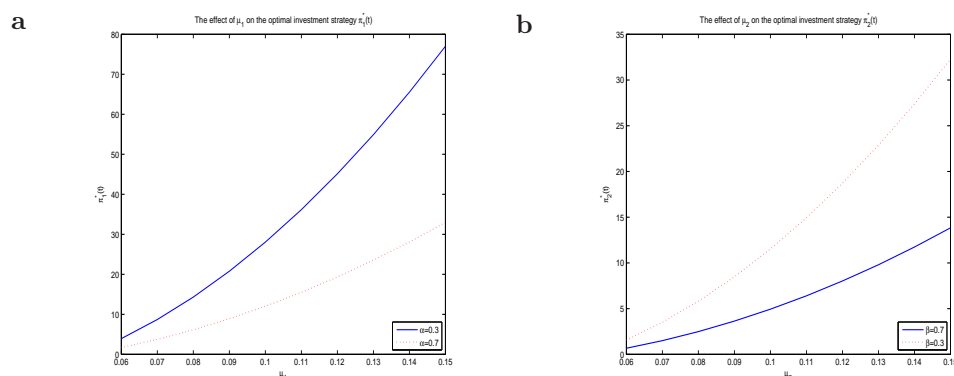 a
The effect of μ₁ on the optimal investment strategy π₁*(t)
80
70
60
50
40
30
20
10
0
π₁*(t)
0.06 0.07 0.08 0.09 0.1 0.11 0.12 0.13 0.14 0.15
α=0.3
α=0.7
b
The effect of μ₂ on the optimal investment strategy π₂*(t)
35
30
25
20
15
10
5
0
π₂*(t)
0.06 0.07 0.08 0.09 0.1 0.11 0.12 0.13 0.14 0.15
β=0.7
β=0.3